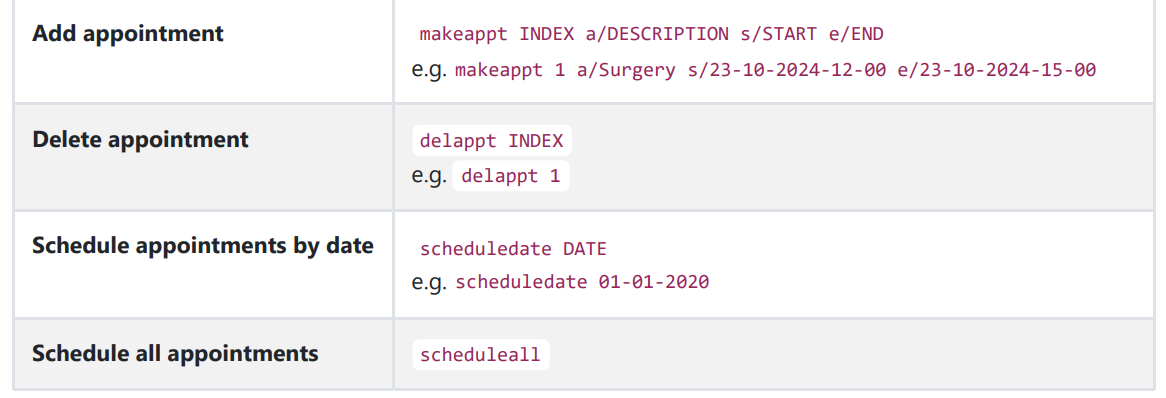 Add appointment
makeappt INDEX a/DESCRIPTION s/START e/END
e.g. makeappt 1 a/Surgery s/23-10-2024-12-00 e/23-10-2024-15-00
Delete appointment
delappt INDEX
e.g. delappt 1
Schedule appointments by date
scheduledate DATE
e.g. scheduledate 01-01-2020
Schedule all appointments
scheduleall